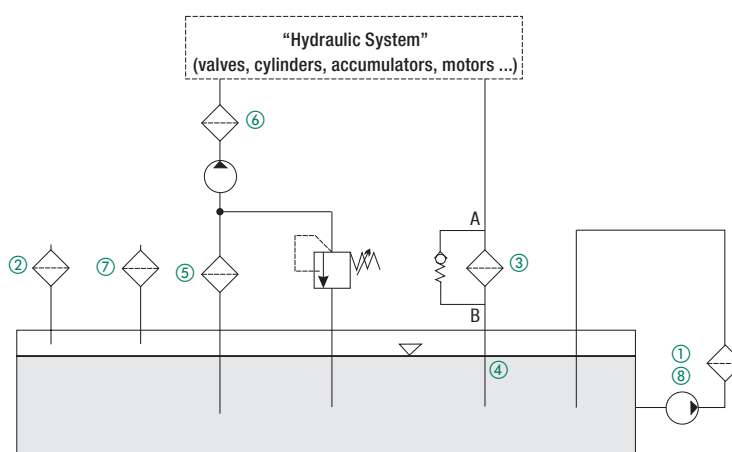 “Hydraulic System”
(valves, cylinders, accumulators, motors ...)
⑥
A
②
⑦
⑤
③
B
①
④
⑧